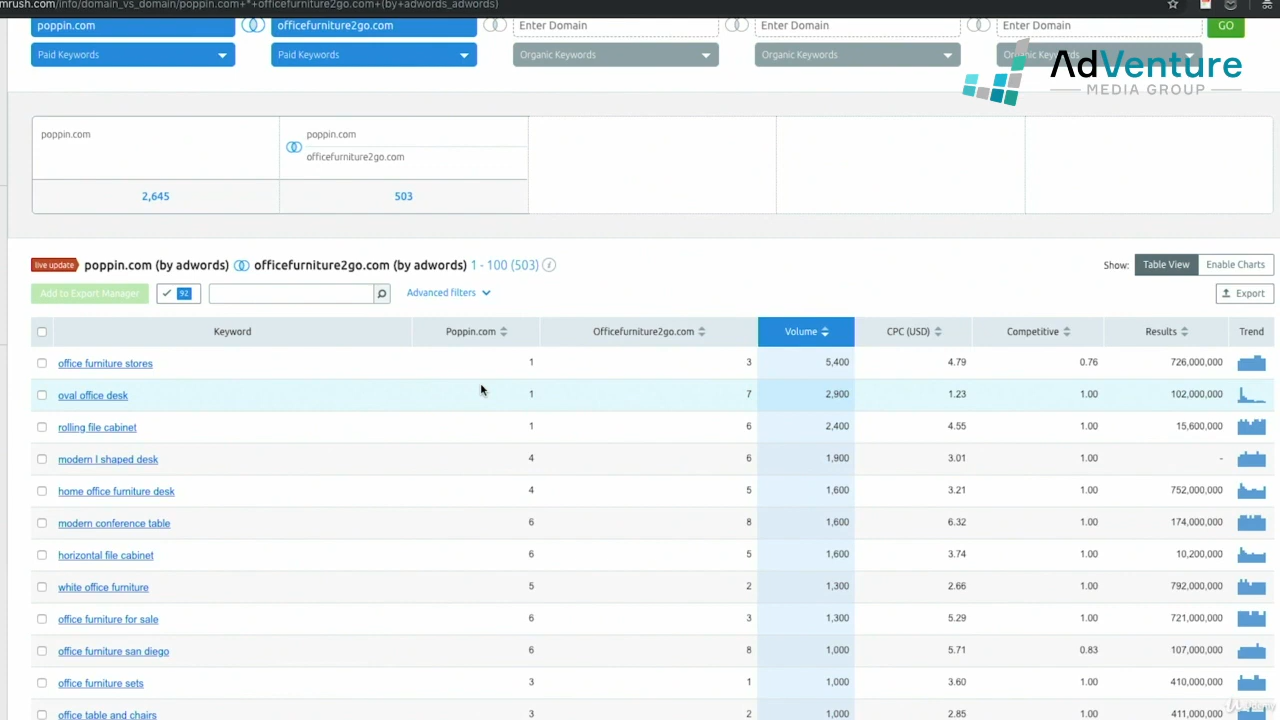 mrush.com/info/domain_vs_domain/poppin.com+*+officefurniture2go.com+(by+adwords_adwords)
poppin.com officefurniture2go.com Enter Domain Enter Domain Enter Domain GO
Paid Keywords Paid Keywords Organic Keywords Organic Keywords Organic Keywords
AdVenture
MEDIA GROUP
poppin.com poppin.com
officefurniture2go.com
2,645 503
live update poppin.com (by adwords) officefurniture2go.com (by adwords) 1 - 100 (503) i Show: Table View Enable Charts
Add to Export Manager 92 Advanced filters Export
Keyword Poppin.com Officefurniture2go.com Volume CPC (USD) Competitive Results Trend
office furniture stores 1 3 5,400 4.79 0.76 726,000,000
oval office desk 1 7 2,900 1.23 1.00 102,000,000
rolling file cabinet 1 6 2,400 4.55 1.00 15,600,000
modern l shaped desk 4 6 1,900 3.01 1.00 -
home office furniture desk 4 5 1,600 3.21 1.00 752,000,000
modern conference table 6 8 1,600 6.32 1.00 174,000,000
horizontal file cabinet 6 5 1,600 3.74 1.00 10,200,000
white office furniture 5 2 1,300 2.66 1.00 792,000,000
office furniture for sale 6 3 1,300 5.29 1.00 721,000,000
office furniture san diego 6 8 1,000 5.71 0.83 107,000,000
office furniture sets 3 1 1,000 3.60 1.00 410,000,000
office table and chairs 3 2 1,000 2.85 1.00 411,000,000
Udemy